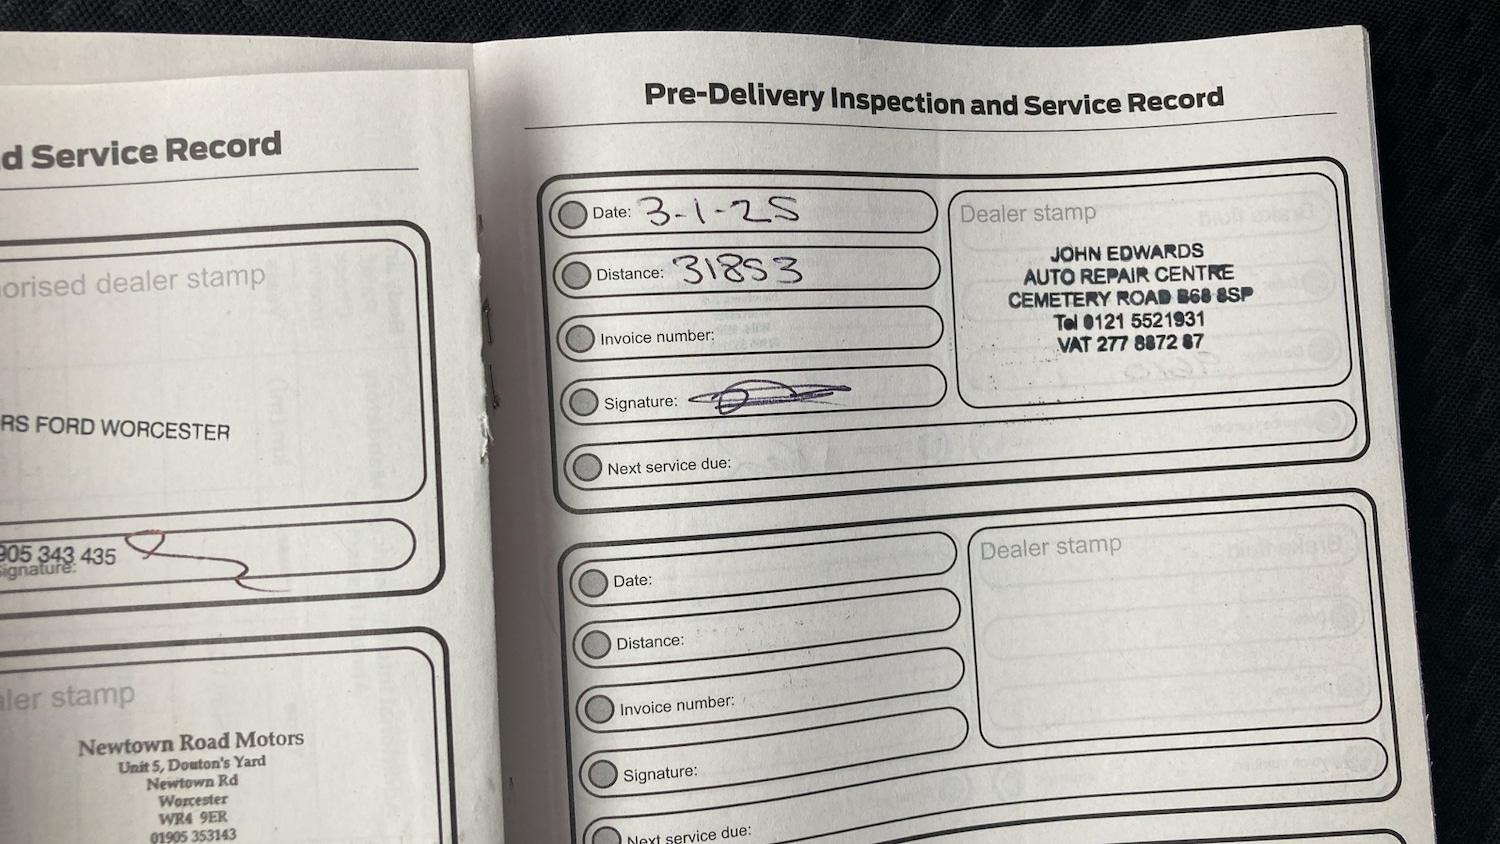 d Service Record
orised dealer stamp
RS FORD WORCESTER
905 343 435
ignature:
ler stamp
Newtown Road Motors
Unit 5, Douton's Yard
Newtown Rd
Worcester
WR4 9ER
01905 353143
Pre-Delivery Inspection and Service Record
Date: 3-1-25
Distance: 31853
Invoice number:
Signature:
Next service due:
Dealer stamp
JOHN EDWARDS
AUTO REPAIR CENTRE
CEMETERY ROAD B68 8SP
Tel 0121 5521931
VAT 277 8872 87
Date:
Distance:
Invoice number:
Signature:
Next service due:
Dealer stamp